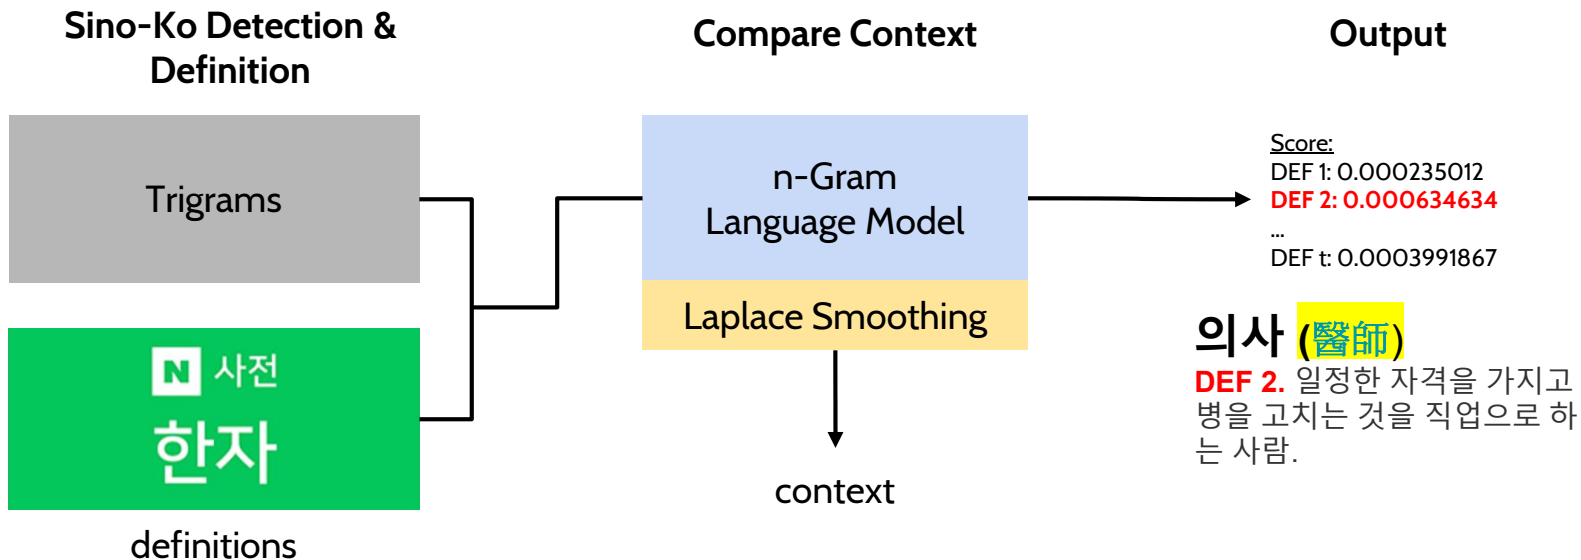 Sino-Ko Detection &
Definition
Trigrams
N 사전
한자
definitions
Compare Context
n-Gram
Language Model
Laplace Smoothing
context
Output
Score:
DEF 1: 0.000235012
DEF 2: 0.000634634
...
DEF t: 0.0003991867
의사 (醫師)
DEF 2. 일정한 자격을 가지고
병을 고치는 것을 직업으로 하
는 사람.